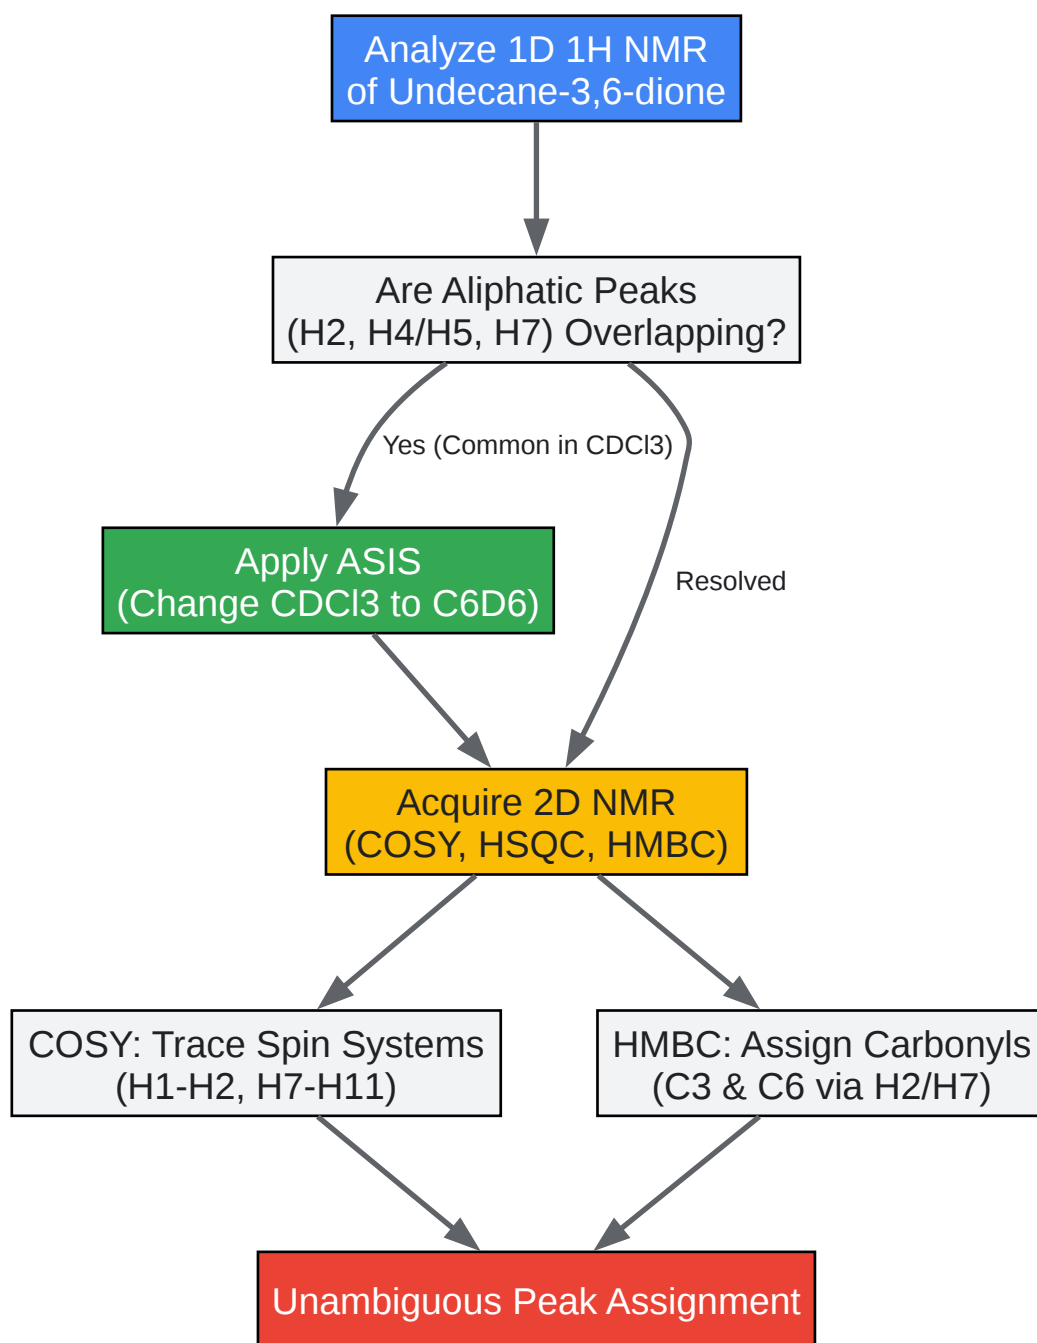 Analyze 1D 1H NMR
of Undecane-3,6-dione
Are Aliphatic Peaks
(H2, H4/H5, H7) Overlapping?
Yes (Common in CDCl3)
Apply ASIS
(Change CDCl3 to C6D6)
Resolved
Acquire 2D NMR
(COSY, HSQC, HMBC)
COSY: Trace Spin Systems
(H1-H2, H7-H11)
HMBC: Assign Carbonyls
(C3 & C6 via H2/H7)
Unambiguous Peak Assignment